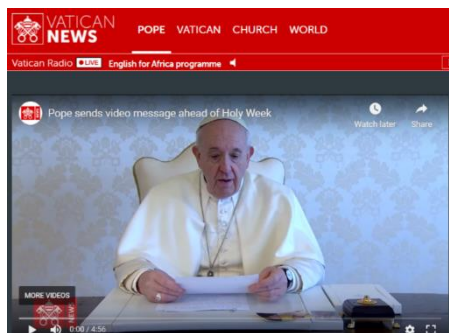 VATICAN
NEWS
POPE VATICAN CHURCH WORLD
Vatican Radio LIVE English for Africa programme
Pope sends video message ahead of Holy Week
Watch later Share
MORE VIDEOS
0:00 / 4:56